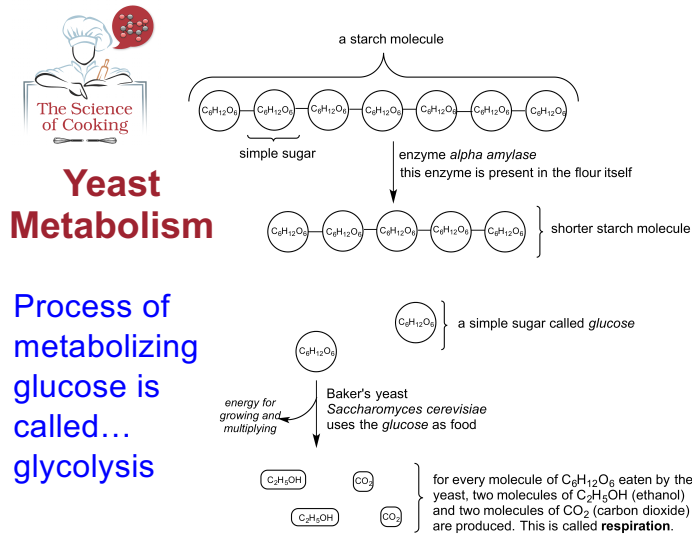 a starch molecule
C6H12O6 C6H12O6 C6H12O6 C6H12O6 C6H12O6 C6H12O6 C6H12O6
The Science
of Cooking
simple sugar
enzyme alpha amylase
this enzyme is present in the flour itself
Yeast
Metabolism
C6H12O6 C6H12O6 C6H12O6 C6H12O6 C6H12O6
shorter starch molecule
Process of
metabolizing
glucose is
called...
glycolysis
C6H12O6
a simple sugar called glucose
C6H12O6
energy for
growing and
multiplying
Baker's yeast
Saccharomyces cerevisiae
uses the glucose as food
C2H5OH CO2
C2H5OH CO2
for every molecule of C6H12O6 eaten by the
yeast, two molecules of C2H5OH (ethanol)
and two molecules of CO2 (carbon dioxide)
are produced. This is called respiration.